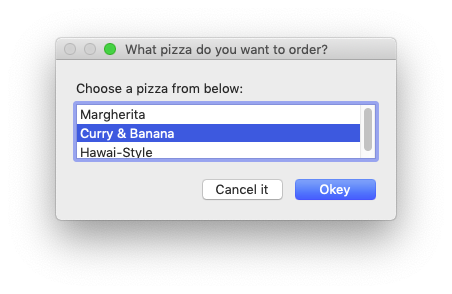 What pizza do you want to order?
Choose a pizza from below:
Margherita
Curry & Banana
Hawai-Style
Cancel it
Okey